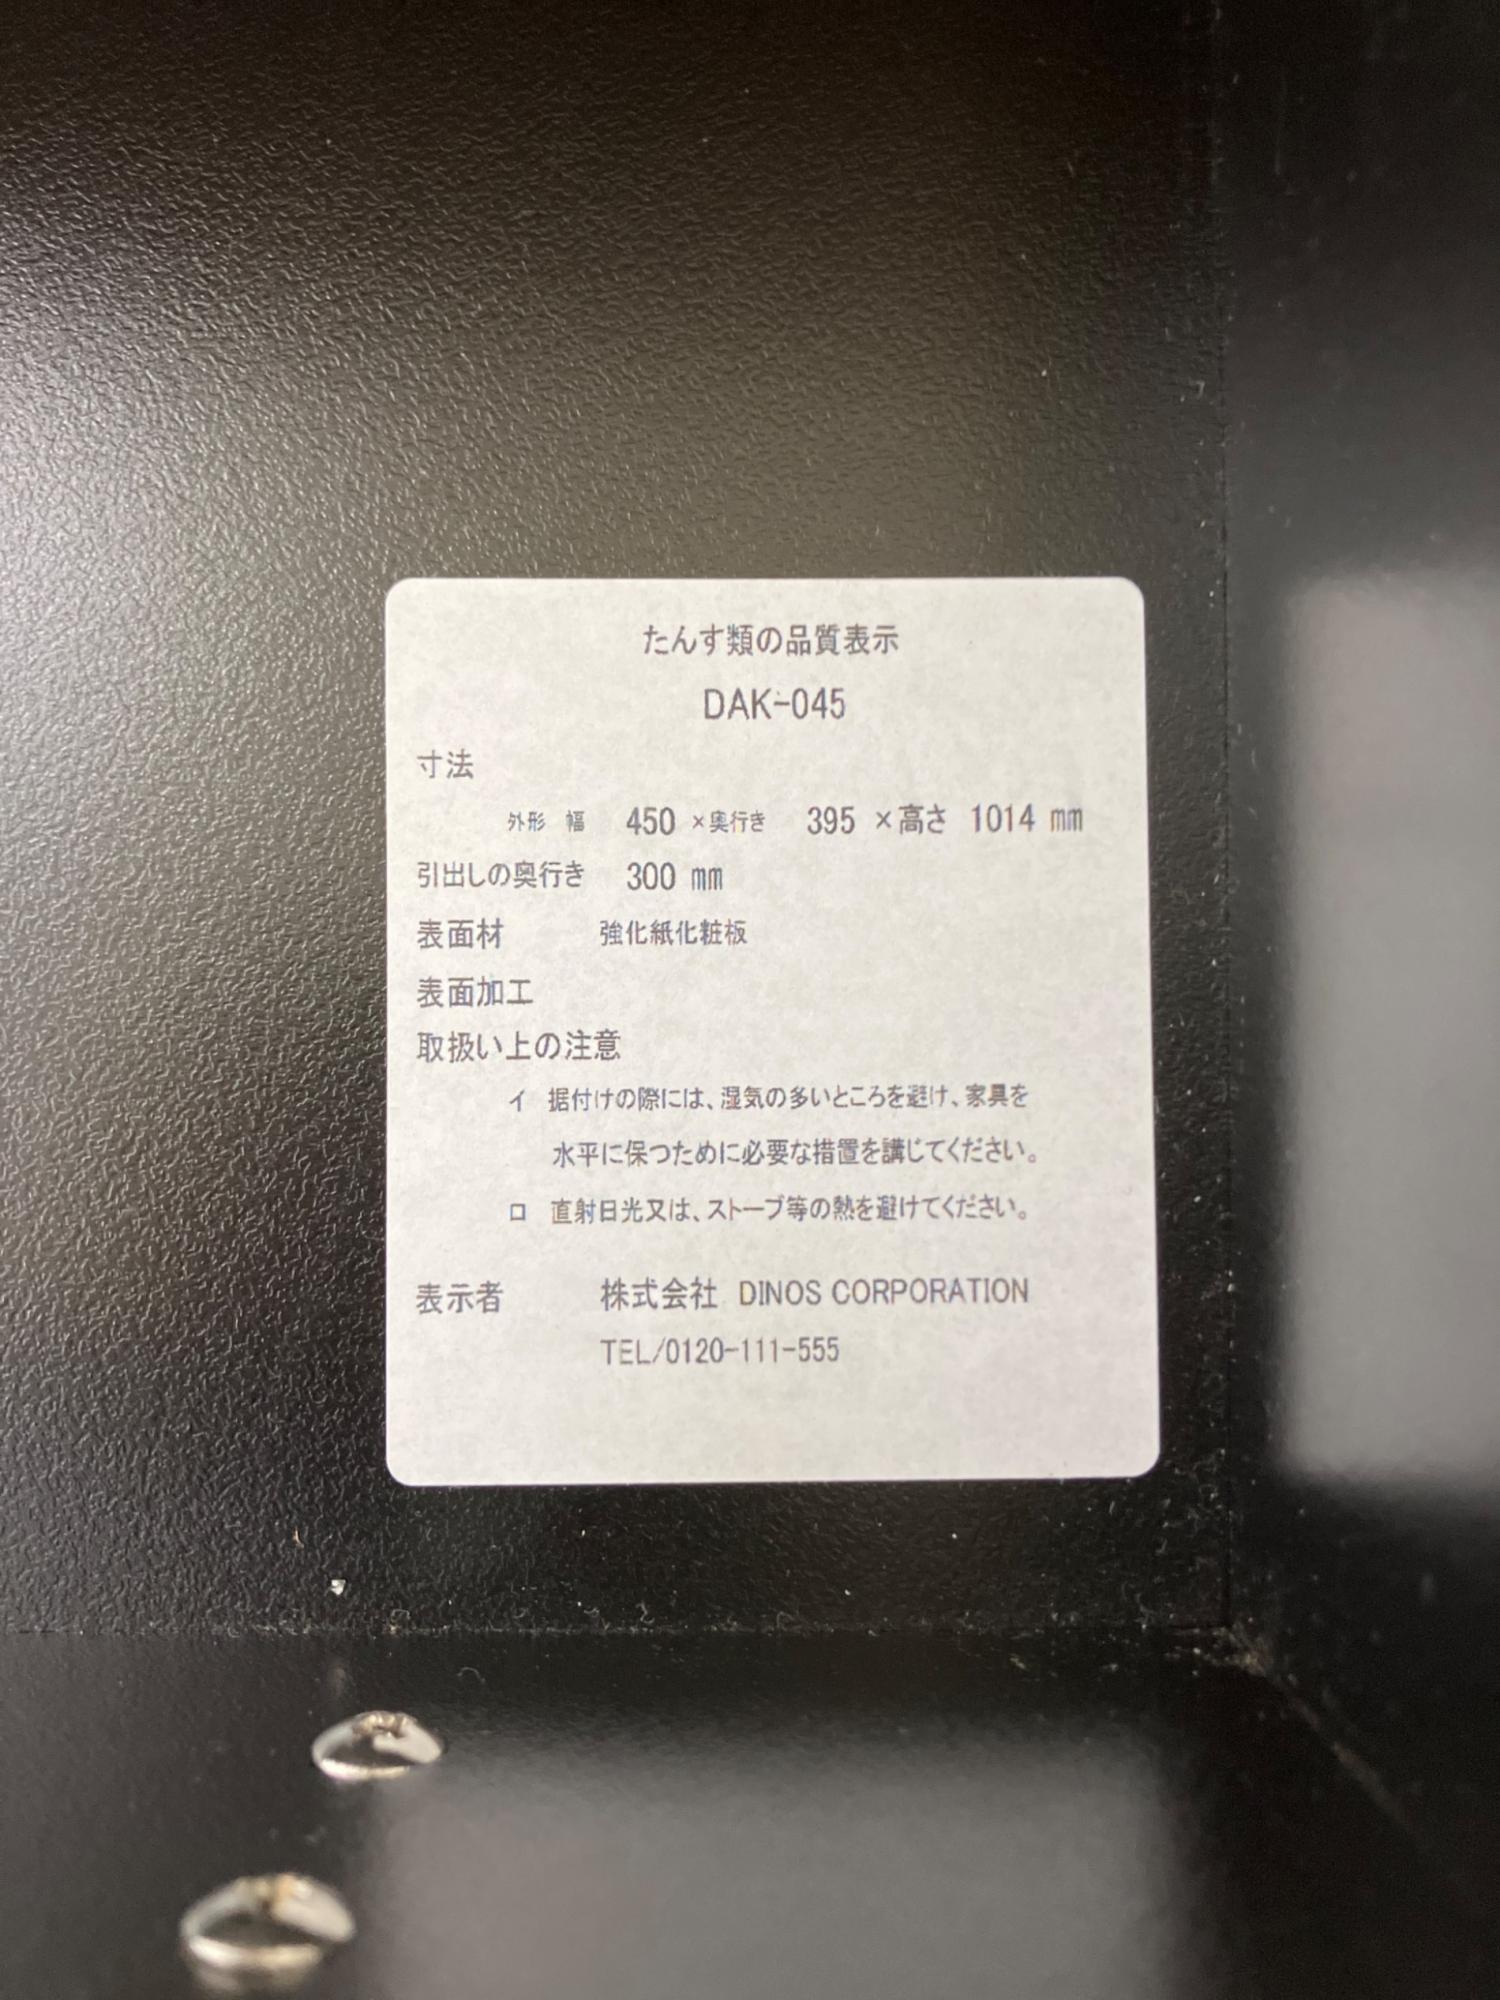 たんす類の品質表示
DAK-045
寸法
外形 幅 450 ×奥行き 395 ×高さ 1014 mm
引出しの奥行き 300 mm
表面材 強化紙化粧板
表面加工
取扱い上の注意
イ 据付けの際には、湿気の多いところを避け、家具を
水平に保つために必要な措置を講じてください。
ロ 直射日光又は、ストーブ等の熱を避けてください。
表示者 株式会社 DINOS CORPORATION
TEL/0120-111-555